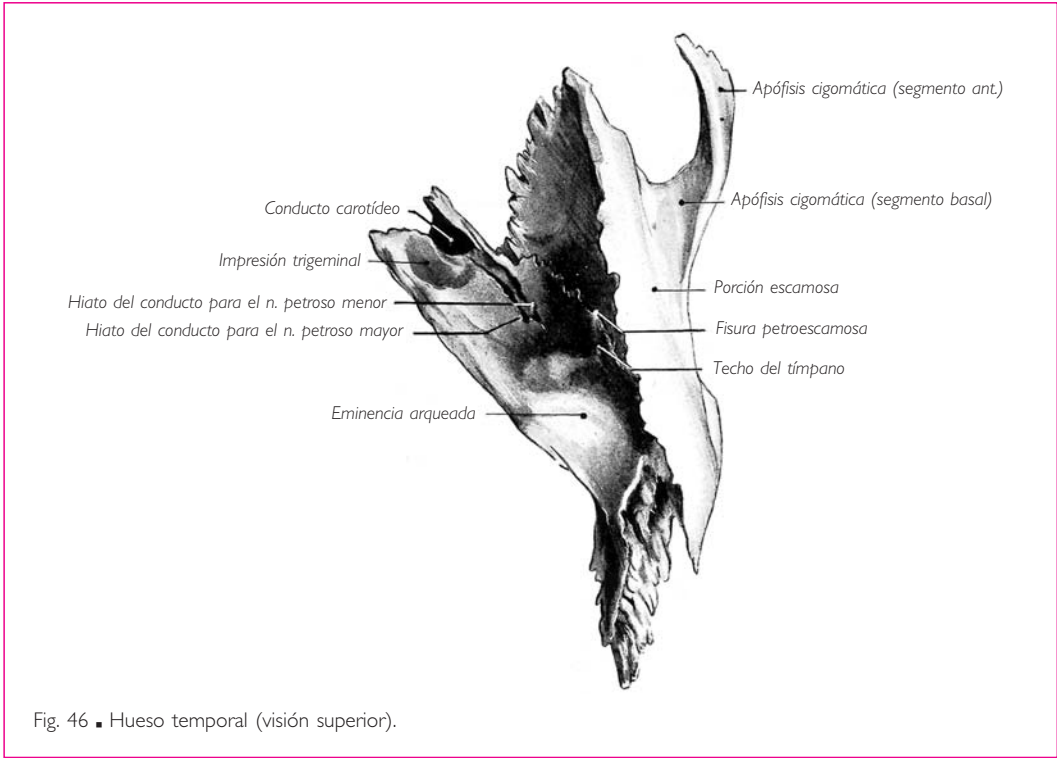 Apófisis cigomática (segmento ant.)
Apófisis cigomática (segmento basal)
Conducto carotídeo
Impresión trigeminal
Porción escamosa
Hiato del conducto para el n. petroso menor
Hiato del conducto para el n. petroso mayor
Fisura petroescamosa
Techo del tímpano
Eminencia arqueada
Fig. 46 ■ Hueso temporal (visión superior).